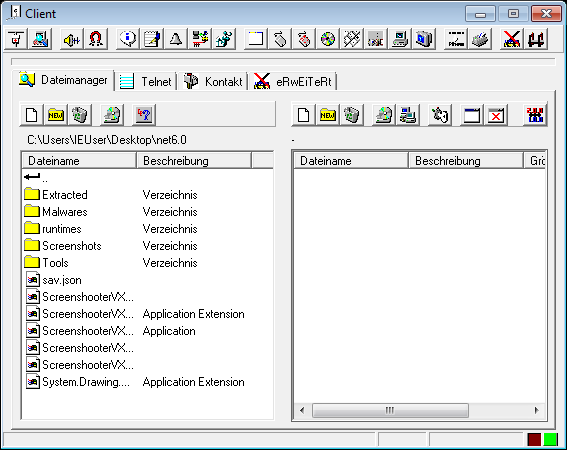 Client
Dateimanager Telnet Kontakt eRwEiTeRt
NEW NEW
C:\Users\IEUser\Desktop\net6.0 -
Dateiname Beschreibung Dateiname Beschreibung Grö
..
Extracted Verzeichnis
Malwares Verzeichnis
runtimes Verzeichnis
Screenshots Verzeichnis
Tools Verzeichnis
sav.json
ScreenshooterVX...
ScreenshooterVX... Application Extension
ScreenshooterVX... Application
ScreenshooterVX...
ScreenshooterVX...
System.Drawing.... Application Extension